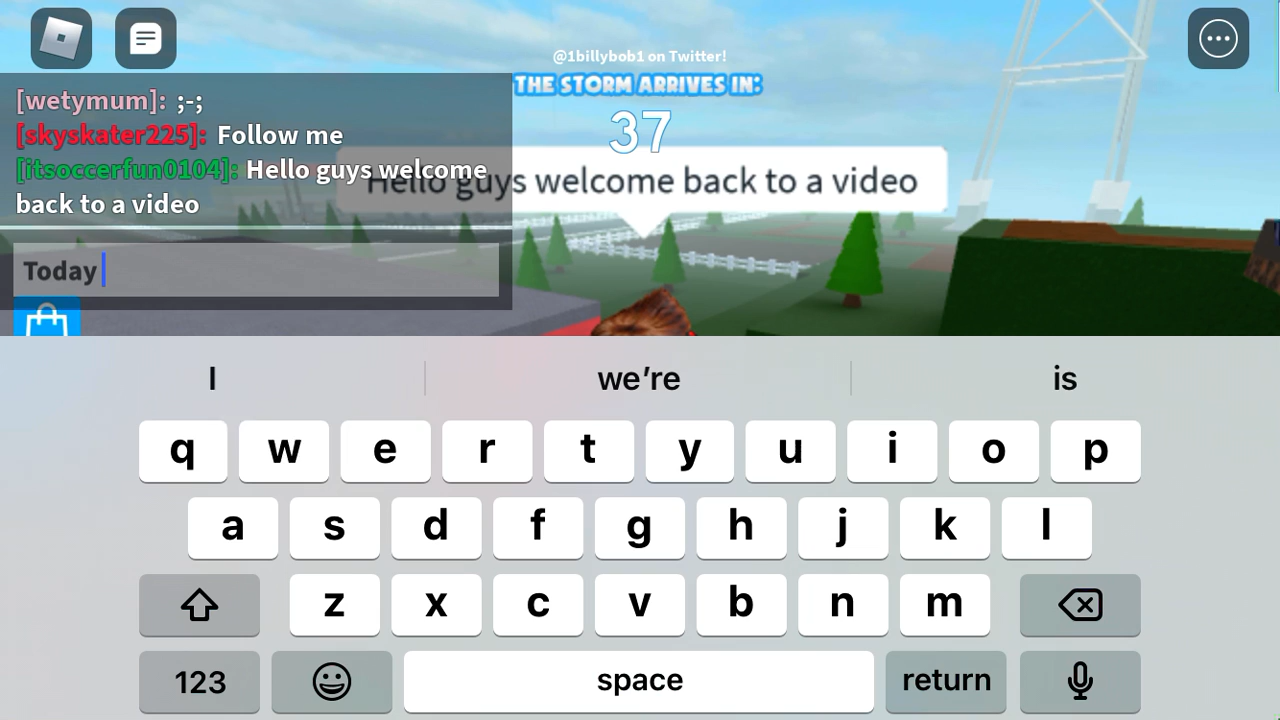 @1billybob1 on Twitter!
THE STORM ARRIVES IN:
37
[wetymum]: ;-;
[skyskater225]: Follow me
[itsoccerfun0104]: Hello guys welcome
back to a video
Hello guys welcome back to a video
Today
I we're is
q w e r t y u i o p
a s d f g h j k l
z x c v b n m
123 space return